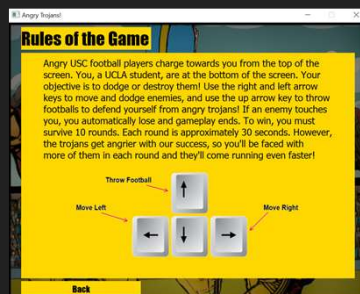 Angry Trojans!
Rules of the Game
Angry USC football players charge towards you from the top of the
screen. You, a UCLA student, are at the bottom of the screen. Your
objective is to dodge or destroy them! Use the right and left arrow
keys to move and dodge enemies, and use the up arrow key to throw
footballs to defend yourself from angry trojans! If an enemy touches
you, you automatically lose and gameplay ends. To win, you must
survive 10 rounds. Each round is approximately 30 seconds. However,
the trojans get angrier with our success, so you'll be faced with
more of them in each round and they'll come running even faster!
Throw Football
Move Left
Move Right
Back